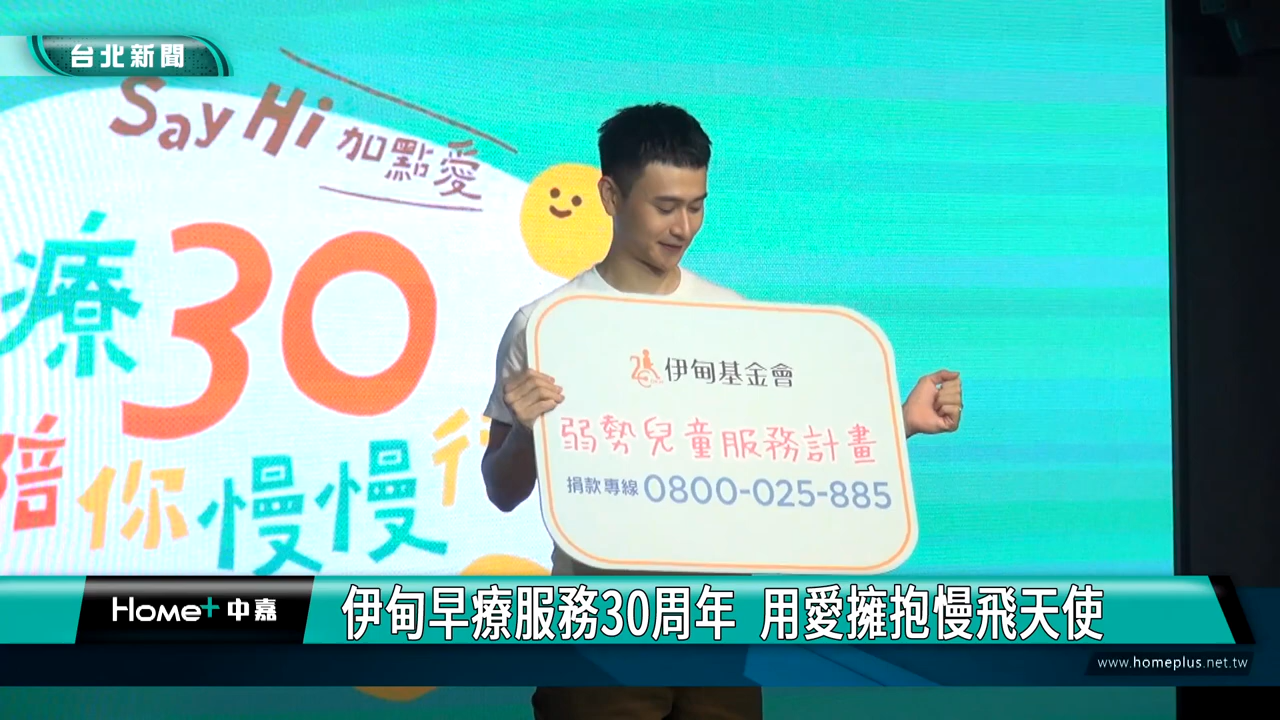 台北新聞
Say Hi 加點愛
療30
陪你慢慢行
伊甸基金會
弱勢兒童服務計畫
捐款專線 0800-025-885
Home+ 中嘉
伊甸早療服務30周年 用愛擁抱慢飛天使
www.homeplus.net.tw